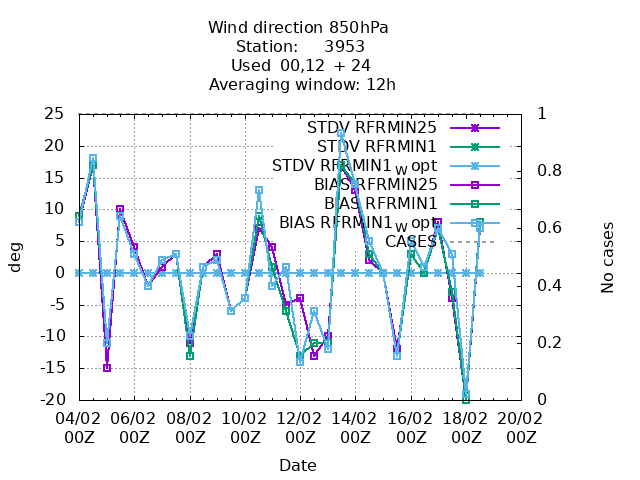 Wind direction 850hPa
Station: 3953
Used 00,12 + 24
Averaging window: 12h
25
20
15
10
5
0
-5
-10
-15
-20
deg
1
0.8
0.6
0.4
0.2
0
No cases
STDV RFRMIN25
STDV RFRMIN1
STDV RFRMIN1w opt
BIAS RFRMIN25
BIAS RFRMIN1
BIAS RFRMIN1w opt
CASES
04/02 06/02 08/02 10/02 12/02 14/02 16/02 18/02 20/02
00Z 00Z 00Z 00Z 00Z 00Z 00Z 00Z 00Z
Date